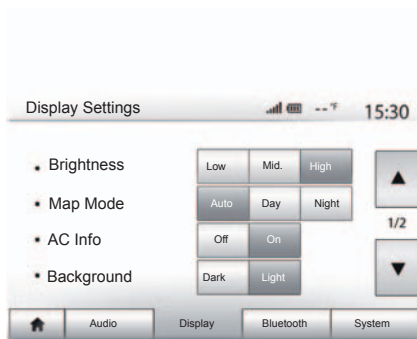 Display Settings -- °F 15:30
Brightness Low Mid. High
Map Mode Auto Day Night
1/2
AC Info Off On
Background Dark Light
Audio Display Bluetooth System